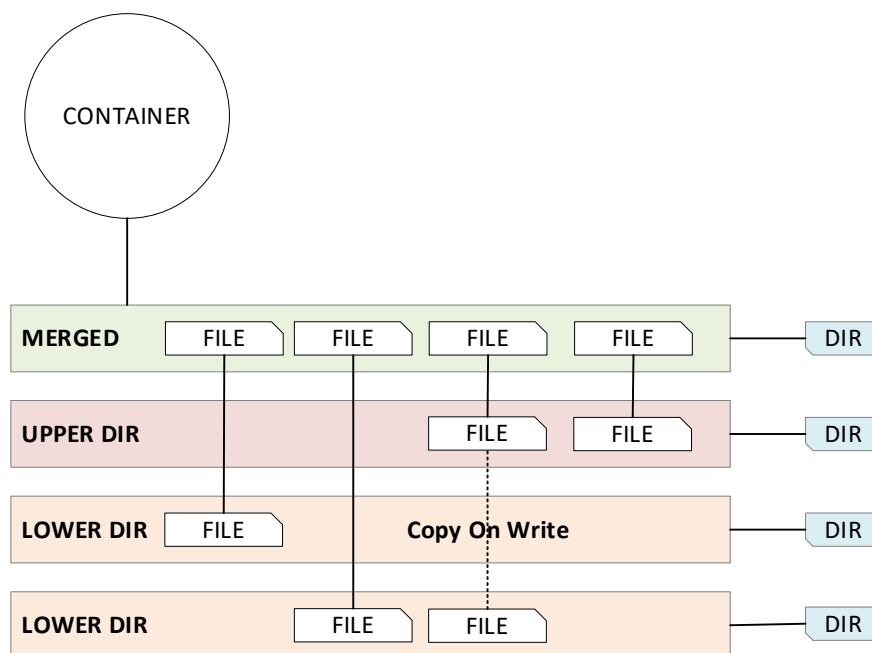 CONTAINER
MERGED FILE FILE FILE FILE DIR
UPPER DIR FILE FILE DIR
LOWER DIR FILE Copy On Write DIR
LOWER DIR FILE FILE DIR